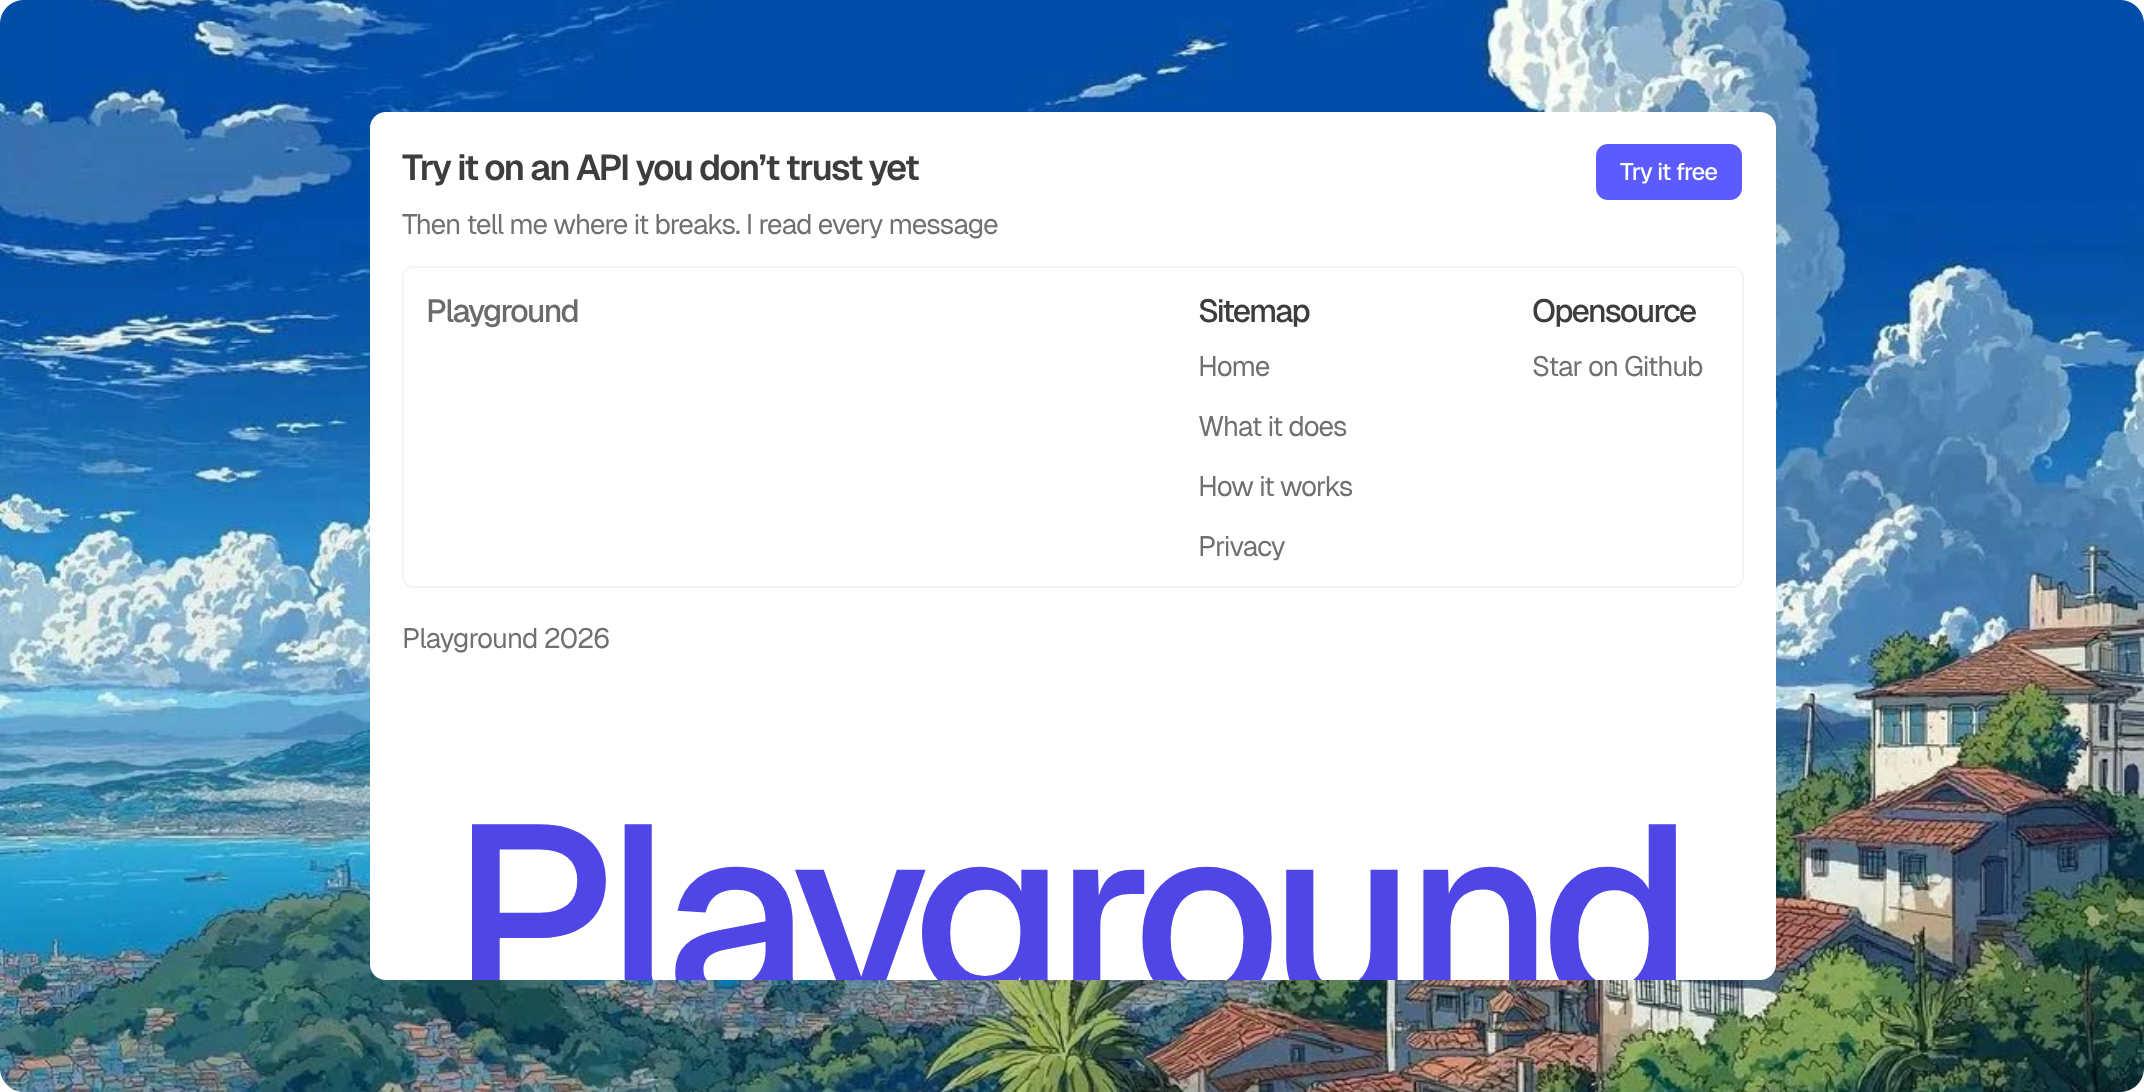 Try it on an API you don’t trust yet
Try it free
Then tell me where it breaks. I read every message
Playground
Sitemap
Opensource
Home
Star on Github
What it does
How it works
Privacy
Playground 2026
Playground